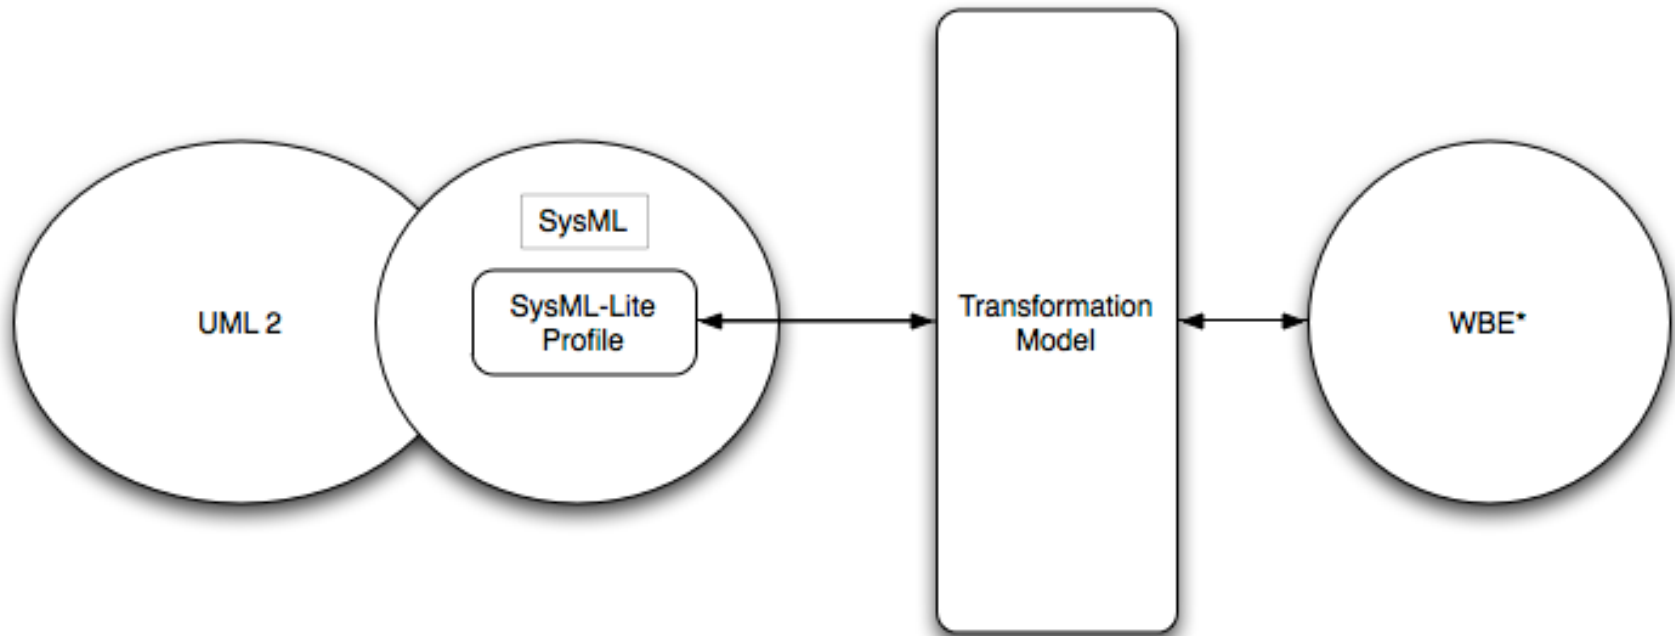 UML 2
SysML
SysML-Lite
Profile
Transformation
Model
WBE*